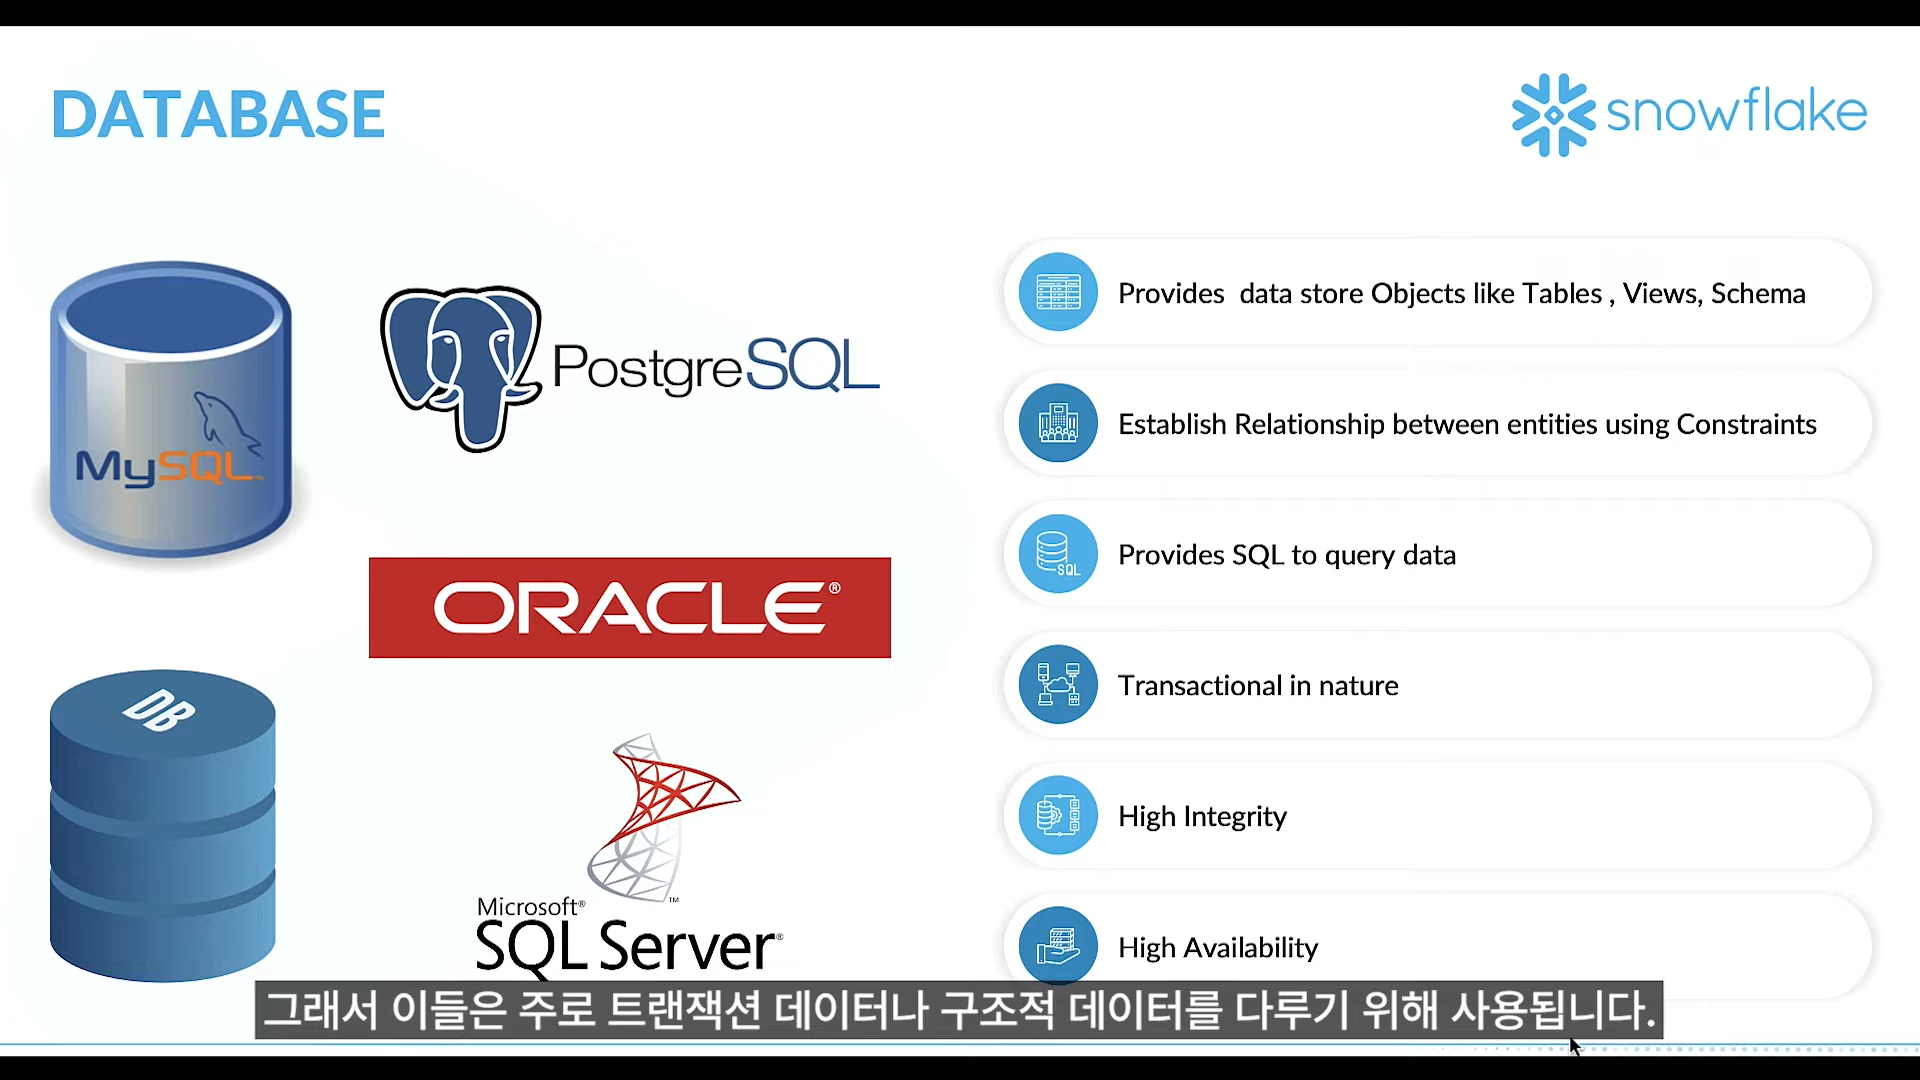 DATABASE
snowflake
MySQL™
PostgreSQL
ORACLE®
DB
Microsoft®
SQL Server®
™
Provides data store Objects like Tables , Views, Schema
Establish Relationship between entities using Constraints
SQL
Provides SQL to query data
Transactional in nature
High Integrity
High Availability
그래서 이들은 주로 트랜잭션 데이터나 구조적 데이터를 다루기 위해 사용됩니다.